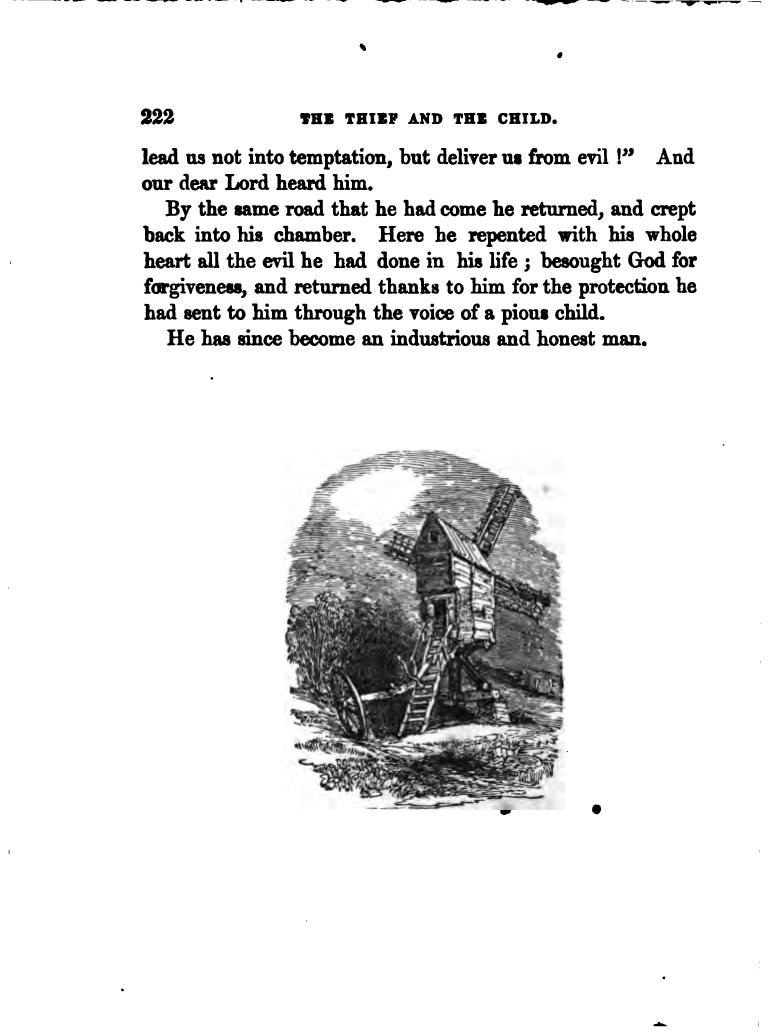 222 THE THIEF AND THE CHILD.
lead us not into temptation, but deliver us from evil !” And
our dear Lord heard him.
By the same road that he had come he returned, and crept
back into his chamber. Here he repented with his whole
heart all the evil he had done in his life ; besought God for
forgiveness, and returned thanks to him for the protection he
had sent to him through the voice of a pious child.
He has since become an industrious and honest man.